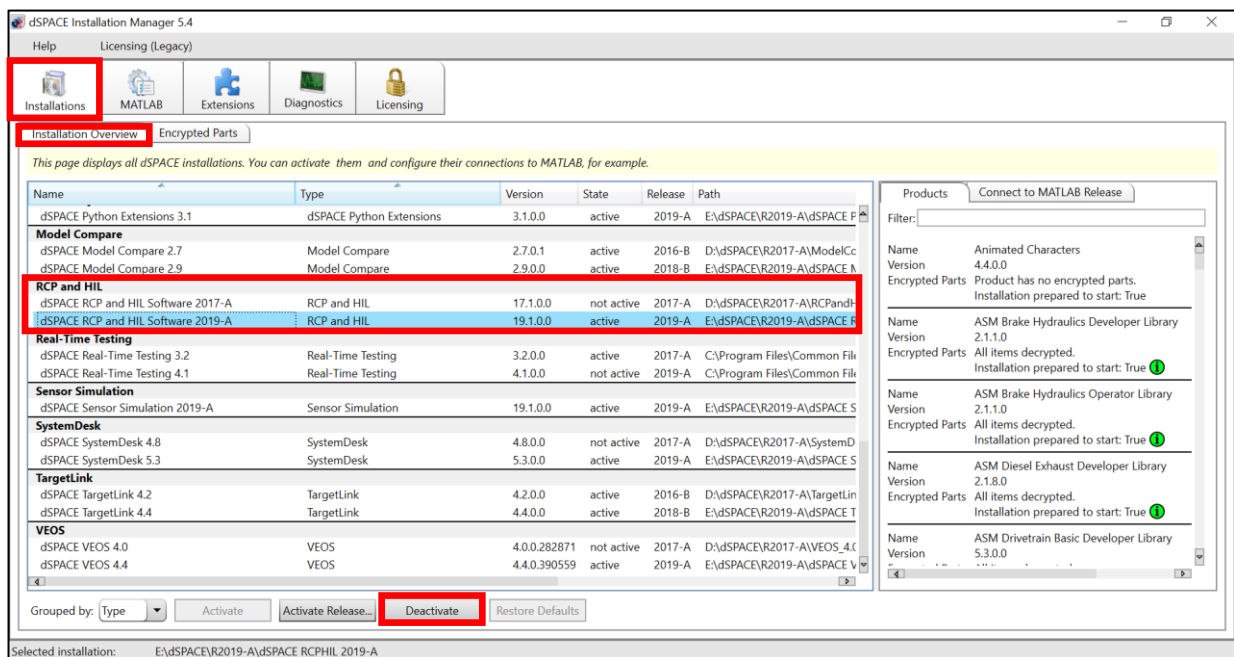 dSPACE Installation Manager 5.4
Help Licensing (Legacy)
Installations MATLAB Extensions Diagnostics Licensing
Installation Overview Encrypted Parts
This page displays all dSPACE installations. You can activate them and configure their connections to MATLAB, for example.
Name Type Version State Release Path
dSPACE Python Extensions 3.1 dSPACE Python Extensions 3.1.0.0 active 2019-A E:\dSPACE\R2019-A\dSPACE P
Model Compare
dSPACE Model Compare 2.7 Model Compare 2.7.0.1 active 2016-B D:\dSPACE\R2017-A\ModelCo
dSPACE Model Compare 2.9 Model Compare 2.9.0.0 active 2018-B E:\dSPACE\R2019-A\dSPACE M
RCP and HIL
dSPACE RCP and HIL Software 2017-A RCP and HIL 17.1.0.0 not active 2017-A D:\dSPACE\R2017-A\RCPandH
dSPACE RCP and HIL Software 2019-A RCP and HIL 19.1.0.0 active 2019-A E:\dSPACE\R2019-A\dSPACE R
Real-Time Testing
dSPACE Real-Time Testing 3.2 Real-Time Testing 3.2.0.0 active 2017-A C:\Program Files\Common File
dSPACE Real-Time Testing 4.1 Real-Time Testing 4.1.0.0 not active 2019-A C:\Program Files\Common File
Sensor Simulation
dSPACE Sensor Simulation 2019-A Sensor Simulation 19.1.0.0 active 2019-A E:\dSPACE\R2019-A\dSPACE S
SystemDesk
dSPACE SystemDesk 4.8 SystemDesk 4.8.0.0 not active 2017-A D:\dSPACE\R2017-A\SystemD
dSPACE SystemDesk 5.3 SystemDesk 5.3.0.0 active 2019-A E:\dSPACE\R2019-A\dSPACE S
TargetLink
dSPACE TargetLink 4.2 TargetLink 4.2.0.0 active 2016-B D:\dSPACE\R2017-A\TargetLin
dSPACE TargetLink 4.4 TargetLink 4.4.0.0 active 2018-B E:\dSPACE\R2019-A\dSPACE T
VEOS
dSPACE VEOS 4.0 VEOS 4.0.0.282871 not active 2017-A D:\dSPACE\R2017-A\VEOS_4.0
dSPACE VEOS 4.4 VEOS 4.4.0.390559 active 2019-A E:\dSPACE\R2019-A\dSPACE V
Products Connect to MATLAB Release
Filter:
Name Animated Characters
Version 4.4.0.0
Encrypted Parts Product has no encrypted parts.
Installation prepared to start: True
Name ASM Brake Hydraulics Developer Library
Version 2.1.1.0
Encrypted Parts All items decrypted.
Installation prepared to start: True
Name ASM Brake Hydraulics Operator Library
Version 2.1.1.0
Encrypted Parts All items decrypted.
Installation prepared to start: True
Name ASM Diesel Exhaust Developer Library
Version 2.1.8.0
Encrypted Parts All items decrypted.
Installation prepared to start: True
Name ASM Drivetrain Basic Developer Library
Version 5.3.0.0
Grouped by: Type Activate Activate Release... Deactivate Restore Defaults
Selected installation: E:\dSPACE\R2019-A\dSPACE RCPHIL 2019-A